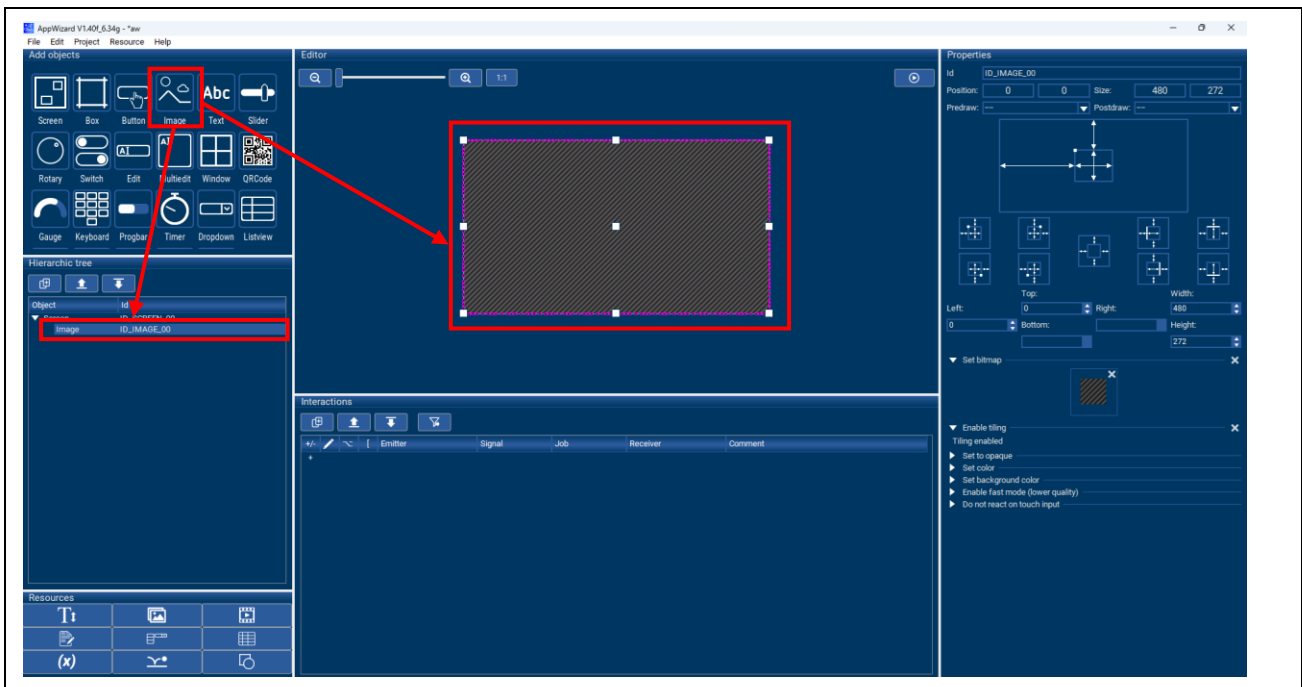 AppWizard V1.40f_6.34g - *aw
File Edit Project Resource Help
Add objects
Screen Box Button Image Text Slider
Abc
Rotary Switch Edit Multiedit Window QRCode
AI
AI
Gauge Keyboard Progbar Timer Dropdown Listview
Hierarchic tree
Object Id
Screen ID_SCREEN_00
Image ID_IMAGE_00
Resources
T
(x)
Editor
1:1
Interactions
+/- [ Emitter Signal Job Receiver Comment
+
Properties
Id ID_IMAGE_00
Position: 0 0 Size: 480 272
Predraw: --- Postdraw: ---
Top: Width:
Left: 0 Right: 480
0 Bottom: Height:
272
Set bitmap
Enable tiling
Tiling enabled
Set to opaque
Set color
Set background color
Enable fast mode (lower quality)
Do not react on touch input